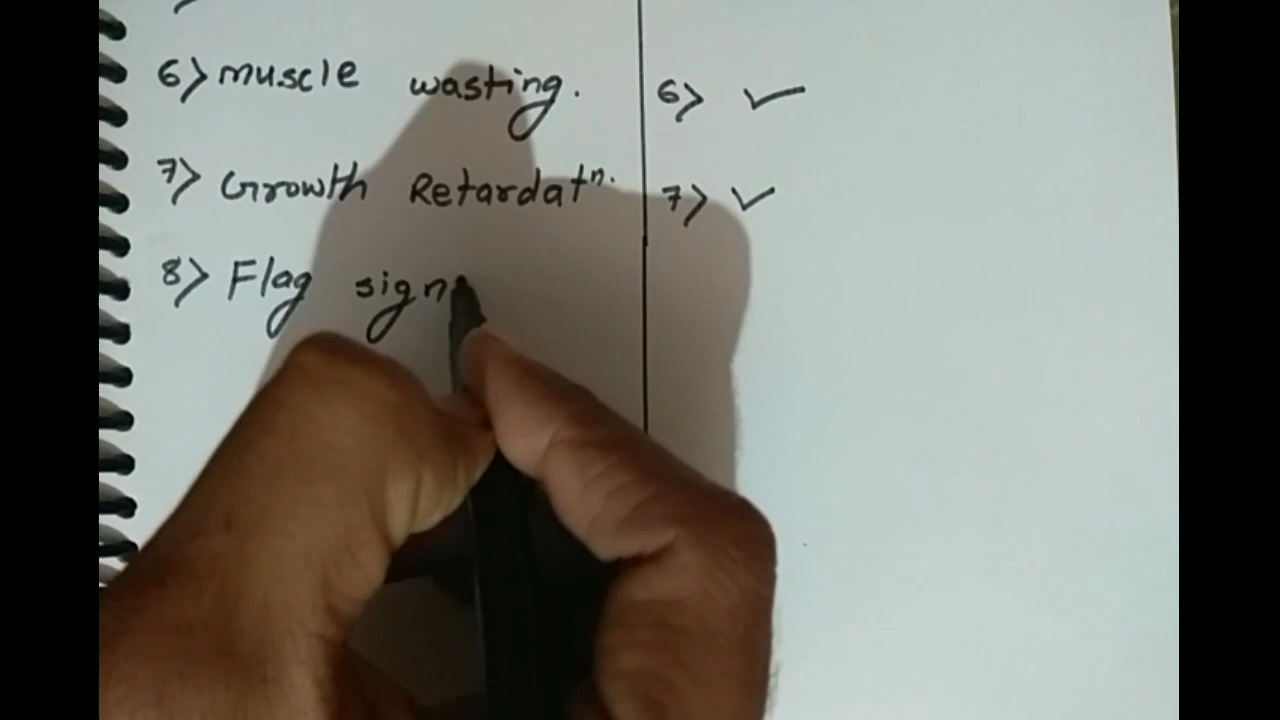 6> muscle wasting. 6> ✓
7> Growth Retardatⁿ. 7> ✓
8> Flag sign